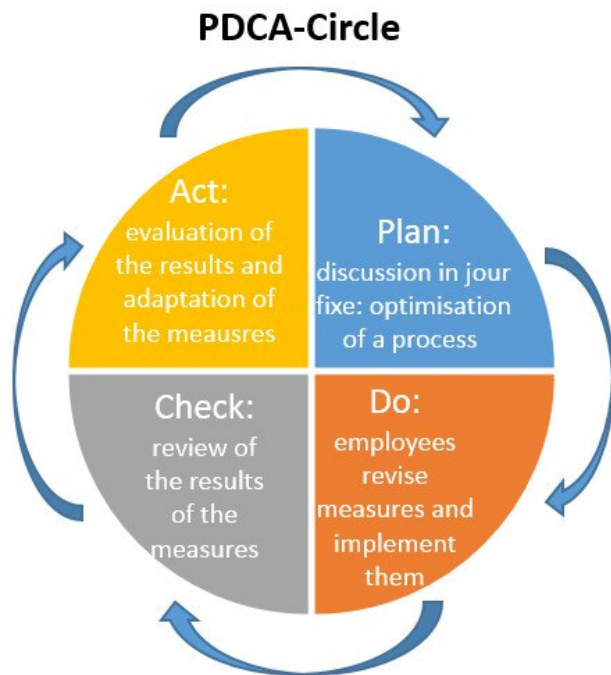 PDCA-Circle
Act:
evaluation of
the results and
adaptation of
the meausres
Plan:
discussion in jour
fixe: optimisation
of a process
Check:
review of
the results
of the
measures
Do:
employees
revise
measures and
implement
them